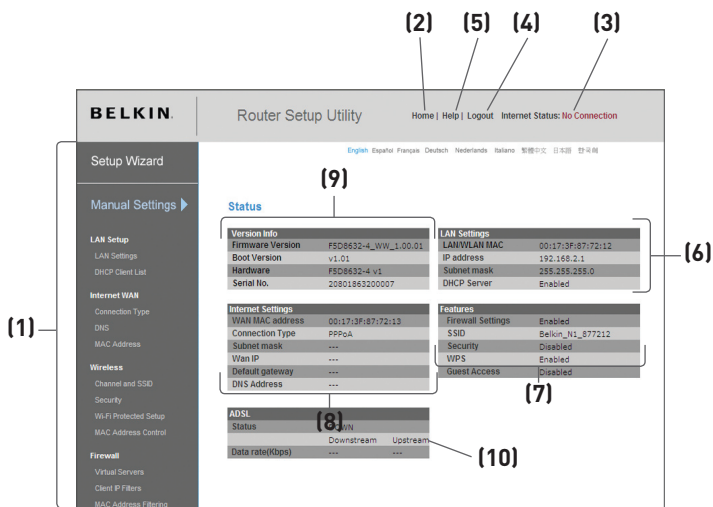 (2)
(5)
(4)
(3)
BELKIN.
Router Setup Utility
Home | Help | Logout Internet Status: No Connection
English Español Français Deutsch Nederlands Italiano 繁體中文 日本語 한국어
Setup Wizard
Manual Settings
LAN Setup
LAN Settings
DHCP Client List
Internet WAN
Connection Type
DNS
MAC Address
Wireless
Channel and SSID
Security
Wi-Fi Protected Setup
MAC Address Control
Firewall
Virtual Servers
Client IP Filters
MAC Address Filtering
(1)
(9)
Status
Version Info
Firmware Version F5D8632-4_WW_1.00.01
Boot Version v1.01
Hardware F5D8632-4 v1
Serial No. 20801863200007
LAN Settings
LAN/WLAN MAC 00:17:3F:87:72:12
IP address 192.168.2.1
Subnet mask 255.255.255.0
DHCP Server Enabled
(6)
Internet Settings
WAN MAC address 00:17:3F:87:72:13
Connection Type PPPoA
Subnet mask ---
Wan IP ---
Default gateway ---
DNS Address ---
(8)
Features
Firewall Settings Enabled
SSID Belkin_N1_877212
Security Disabled
WPS Enabled
Guest Access Disabled
(7)
ADSL
Status DOWN
Downstream Upstream
Data rate(Kbps) --- ---
(10)